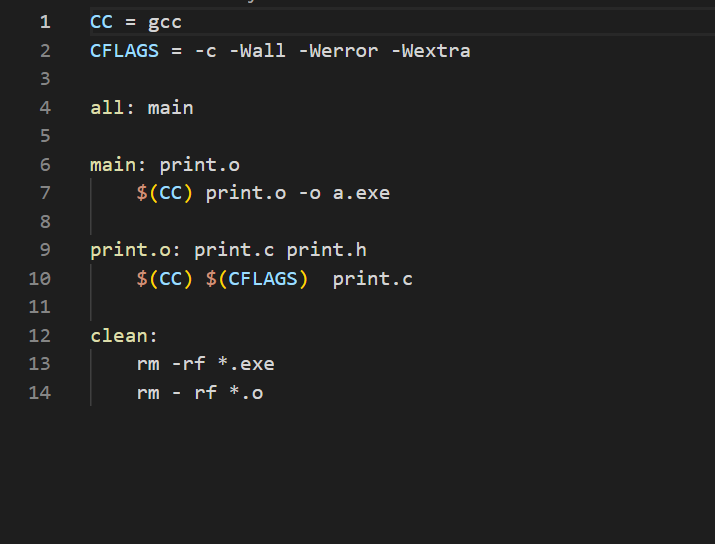 1 CC = gcc
2 CFLAGS = -c -Wall -Werror -Wextra
3
4 all: main
5
6 main: print.o
7 $(CC) print.o -o a.exe
8
9 print.o: print.c print.h
10 $(CC) $(CFLAGS)  print.c
11
12 clean:
13 rm -rf *.exe
14 rm - rf *.o